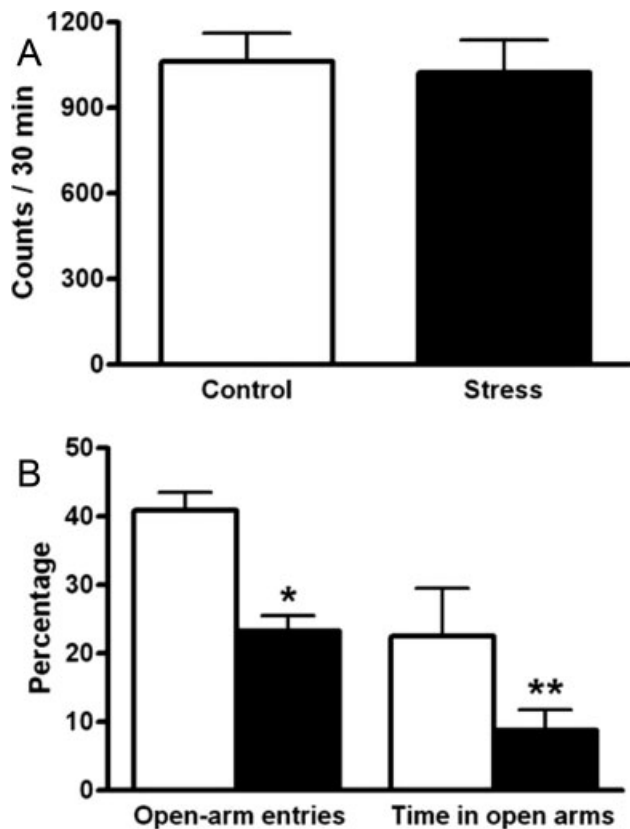 A
Counts / 30 min
1200
900
600
300
0
Control Stress
B
Percentage
50
40
30
20
10
0
*
**
Open-arm entries Time in open arms